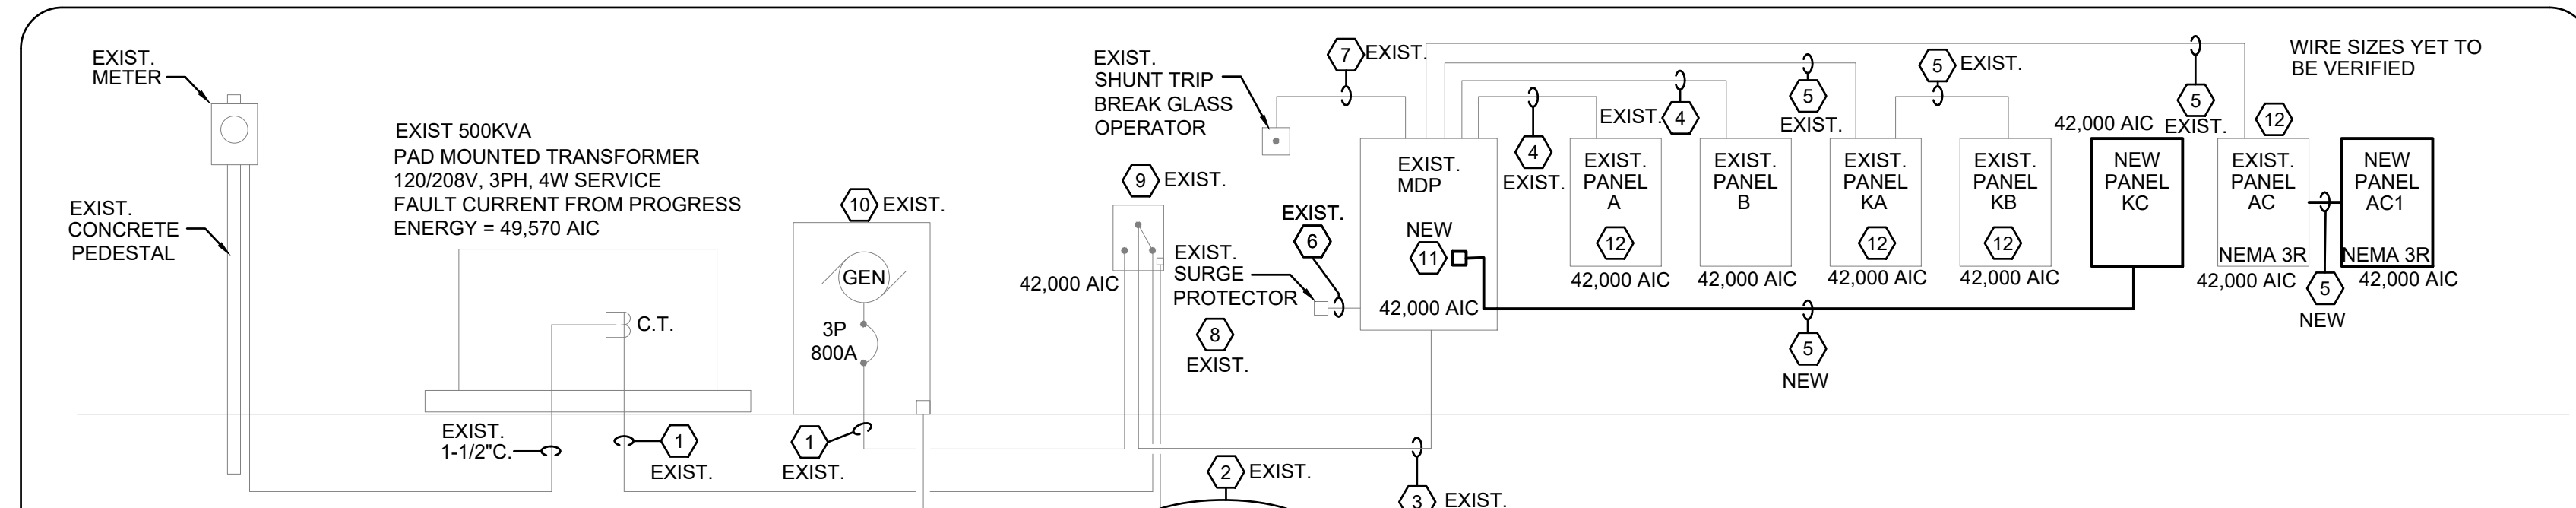 EXIST.
METER
EXIST.
CONCRETE
PEDESTAL
EXIST 500KVA
PAD MOUNTED TRANSFORMER
120/208V, 3PH, 4W SERVICE
FAULT CURRENT FROM PROGRESS
ENERGY = 49,570 AIC
C.T.
EXIST.
1-1/2"C.
1
EXIST.
10 EXIST.
GEN
3P
800A
1
EXIST.
9 EXIST.
42,000 AIC
EXIST.
SHUNT TRIP
BREAK GLASS
OPERATOR
7 EXIST.
EXIST.
6
EXIST.
SURGE
PROTECTOR
8
EXIST.
2 EXIST.
3 EXIST.
EXIST.
MDP
NEW
11
42,000 AIC
4
EXIST.
EXIST. 4
5
EXIST.
5 EXIST.
5
EXIST.
EXIST.
PANEL
A
12
42,000 AIC
EXIST.
PANEL
B
42,000 AIC
EXIST.
PANEL
KA
12
42,000 AIC
EXIST.
PANEL
KB
12
42,000 AIC
42,000 AIC
NEW
PANEL
KC
5
NEW
12
EXIST.
PANEL
AC
NEMA 3R
42,000 AIC
NEW
PANEL
AC1
NEMA 3R
42,000 AIC
5
NEW
WIRE SIZES YET TO
BE VERIFIED